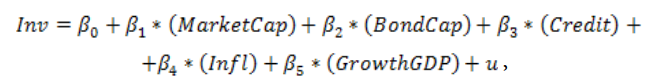 Inv = β₀ + β₁ * (MarketCap) + β₂ * (BondCap) + β₃ * (Credit) +
+β₄ * (Infl) + β₅ * (GrowthGDP) + u,